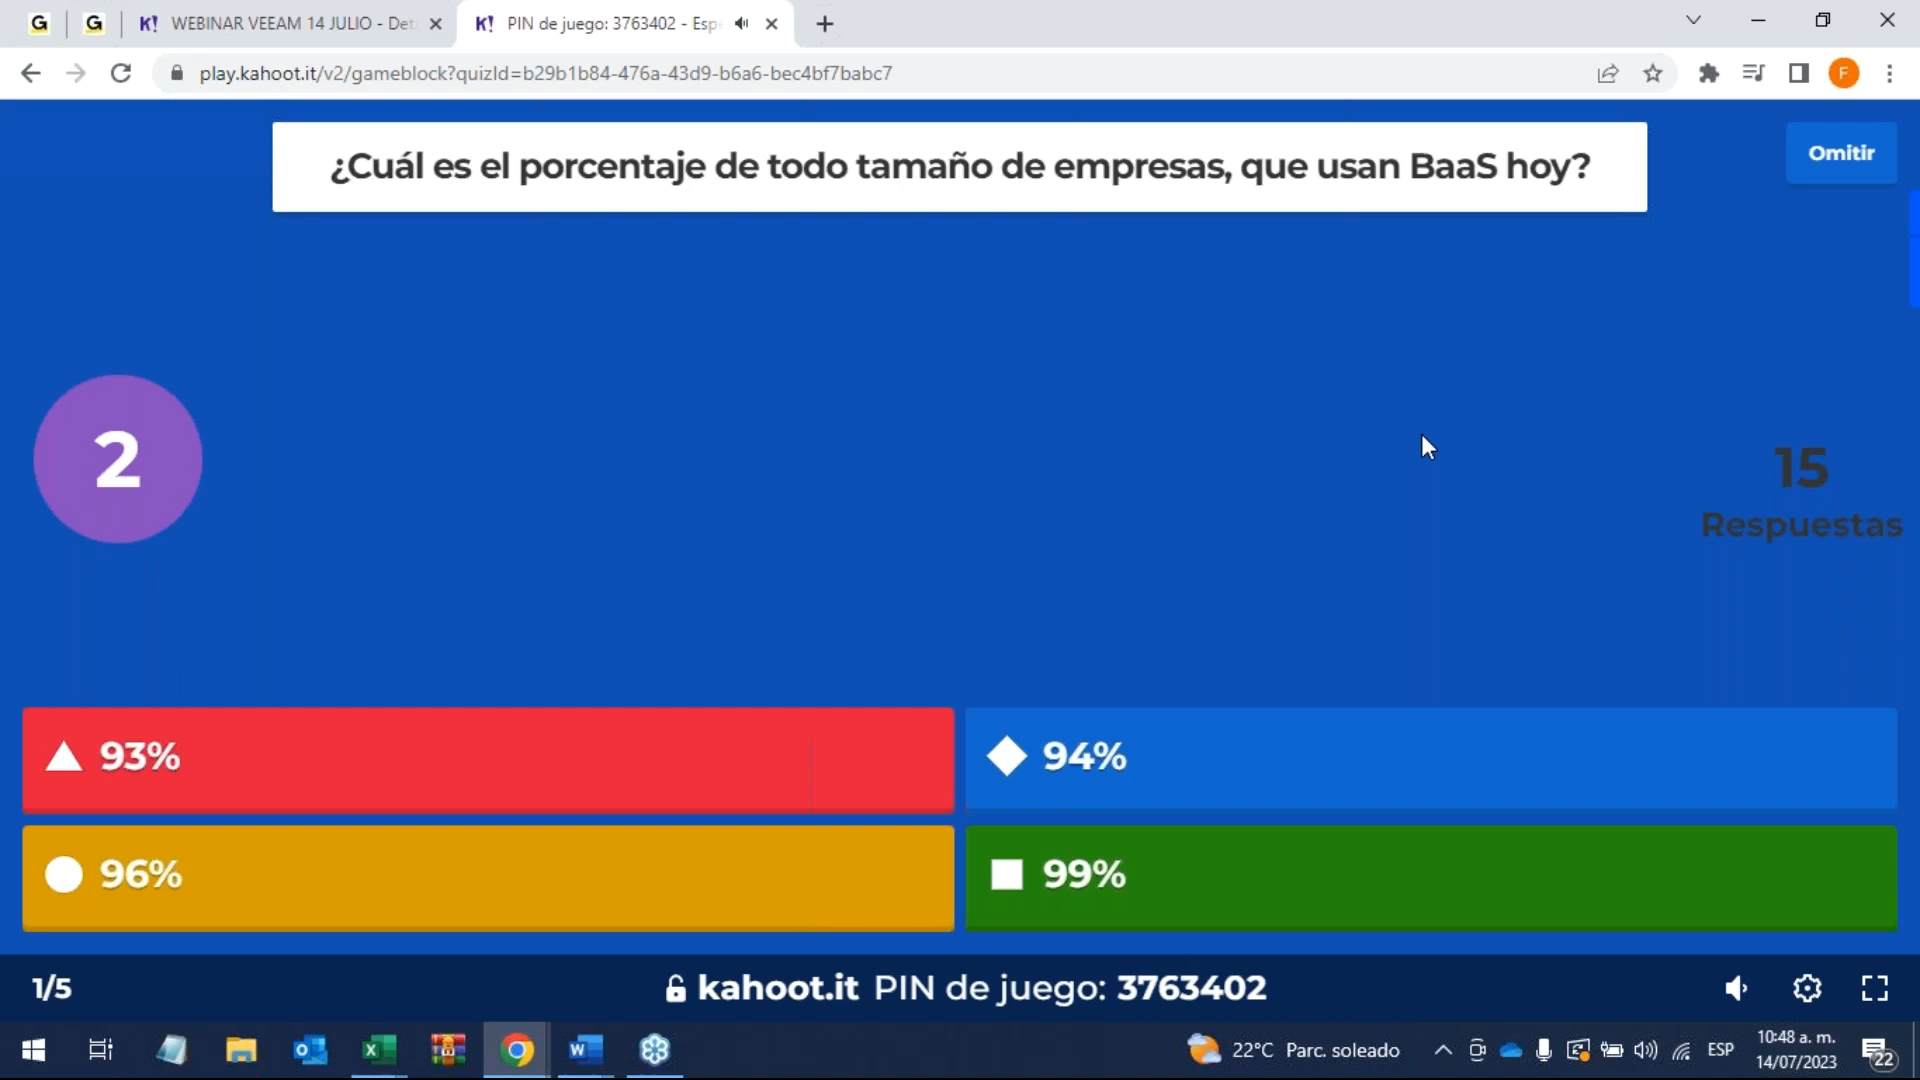 G
G
K! WEBINAR VEEAM 14 JULIO - Det
K! PIN de juego: 3763402 - Esp
play.kahoot.it/v2/gameblock?quizId=b29b1b84-476a-43d9-b6a6-bec4bf7babc7
F
¿Cuál es el porcentaje de todo tamaño de empresas, que usan BaaS hoy?
Omitir
2
15
Respuestas
93%
94%
96%
99%
1/5
kahoot.it PIN de juego: 3763402
22°C Parc. soleado
ESP
10:48 a. m.
14/07/2023
22